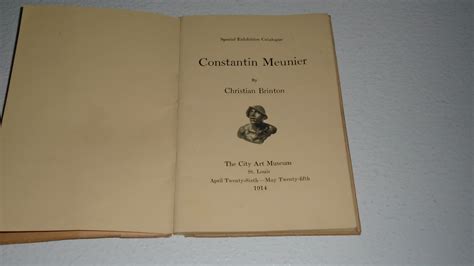 Special Exhibition Catalogue
Constantin Meunier
By
Christian Brinton
The City Art Museum
St. Louis
April Twenty-sixth—May Twenty-fifth
1914